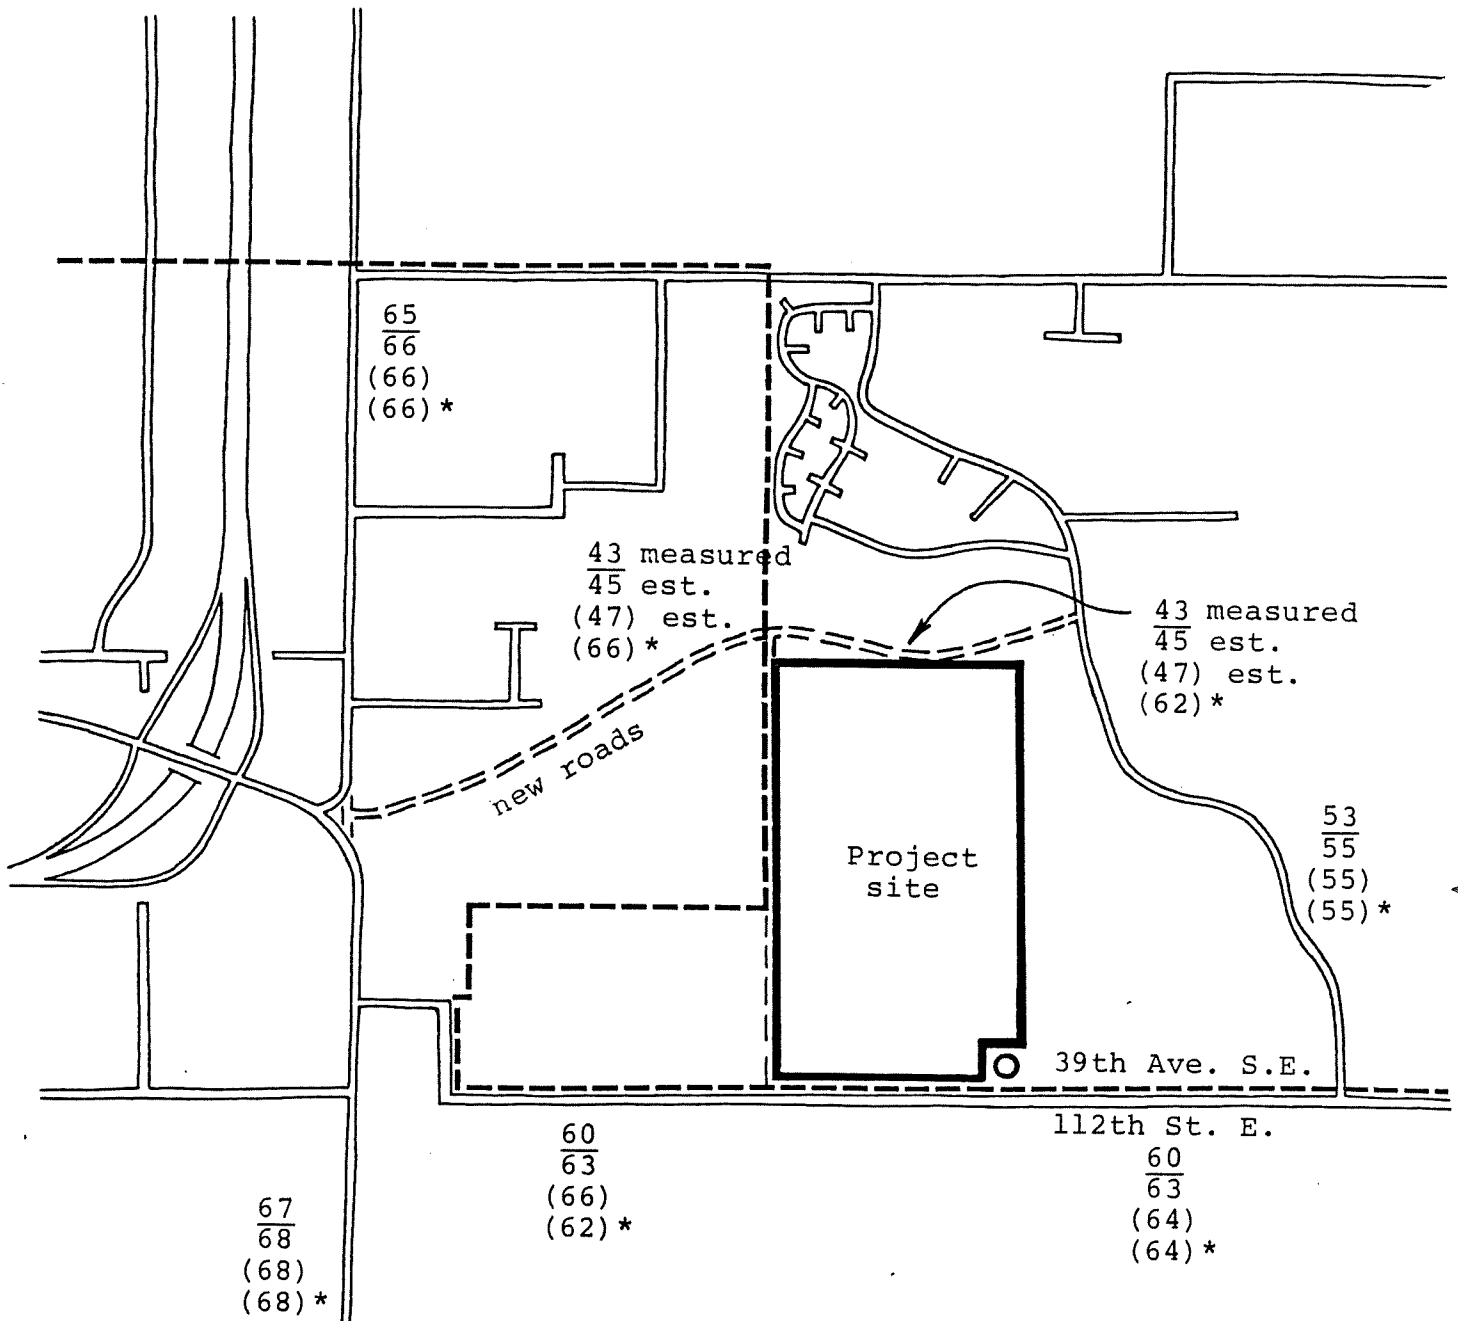 65
66
(66)
(66)*
43 measured
45 est.
(47) est.
(66)*
43 measured
45 est.
(47) est.
(62)*
new roads
Project
site
53
55
(55)
(55)*
39th Ave. S.E.
112th St. E.
60
63
(66)
(62)*
60
63
(64)
(64)*
67
68
(68)
(68)*